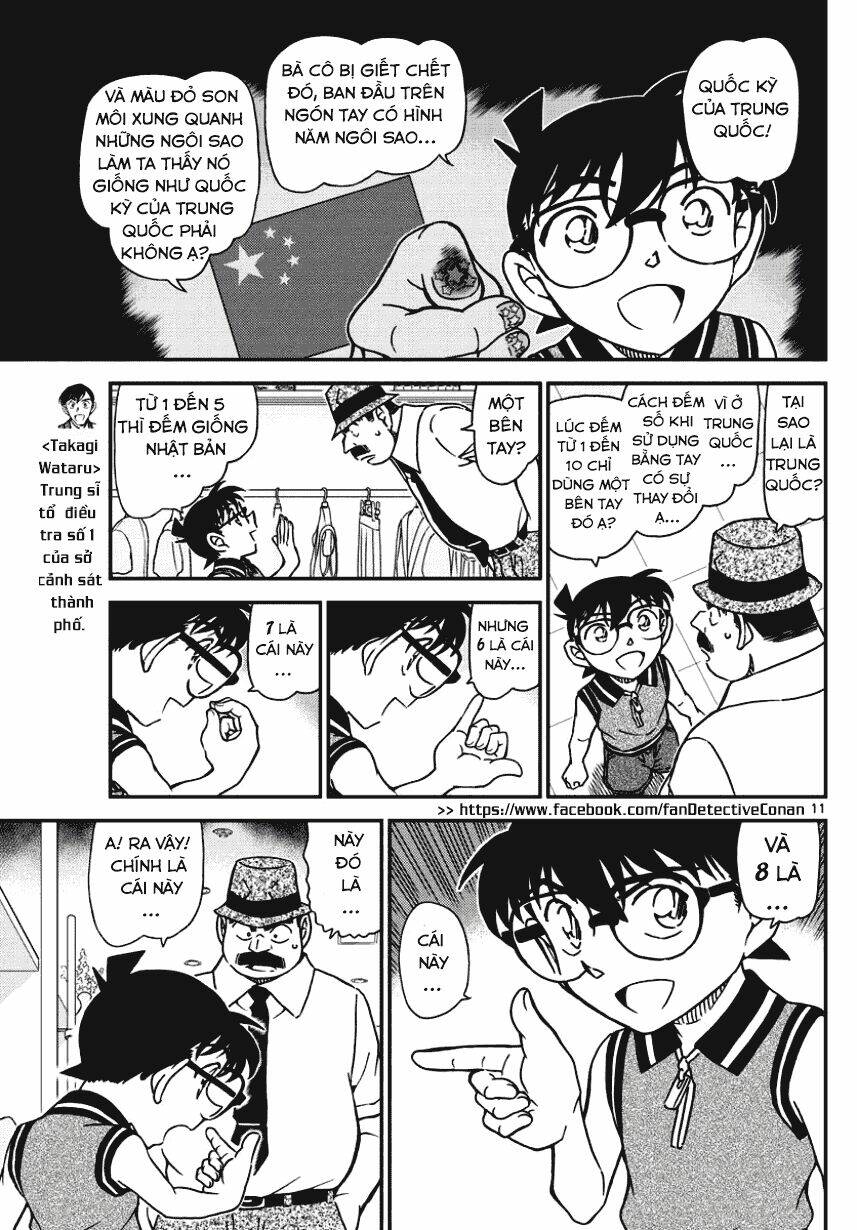 QUỐC KỲ
CỦA TRUNG
QUỐC!
BÀ CÔ BỊ GIẾT CHẾT
ĐÓ, BAN ĐẦU TRÊN
NGÓN TAY CÓ HÌNH
NĂM NGÔI SAO...
VÀ MÀU ĐỎ SON
MÔI XUNG QUANH
NHỮNG NGÔI SAO
LÀM TA THẤY NÓ
GIỐNG NHƯ QUỐC
KỲ CỦA TRUNG
QUỐC PHẢI
KHÔNG Ạ?
TẠI
SAO
LẠI LÀ
TRUNG
QUỐC?
VÌ Ở
TRUNG
QUỐC
...
CÁCH ĐẾM
SỐ KHI
SỬ DỤNG
BẰNG TAY
CÓ SỰ
THAY ĐỔI
Ạ...
LÚC ĐẾM
TỪ 1 ĐẾN
10 CHỈ
DÙNG MỘT
BÊN TAY
ĐÓ Ạ?
MỘT
BÊN
TAY?
TỪ 1 ĐẾN 5
THÌ ĐẾM GIỐNG
NHẬT BẢN
...
<Takagi
Wataru>
Trung sĩ
tổ điều
tra số 1
của sở
cảnh sát
thành
phố.
NHƯNG
6 LÀ CÁI
NÀY...
7 LÀ
CÁI NÀY
...
>> https://www.facebook.com/fanDetectiveConan 11
VÀ
8 LÀ
...
CÁI
NÀY
...
NÀY
ĐÓ
LÀ
...
A! RA VẬY!
CHÍNH LÀ
CÁI NÀY
...